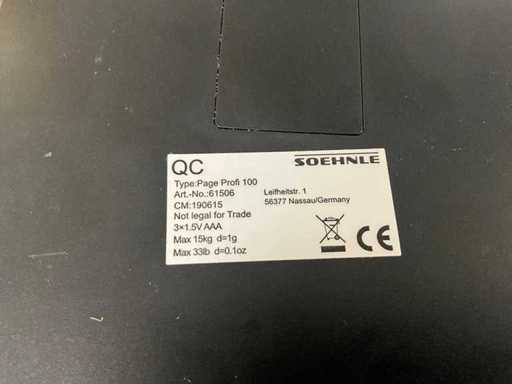 QC
SOEHNLE
Type:Page Profi 100
Art.-No.:61506
Leifheitstr. 1
CM:190615
56377 Nassau/Germany
Not legal for Trade
3×1.5V AAA
Max 15kg d=1g
Max 33lb d=0.1oz
CE